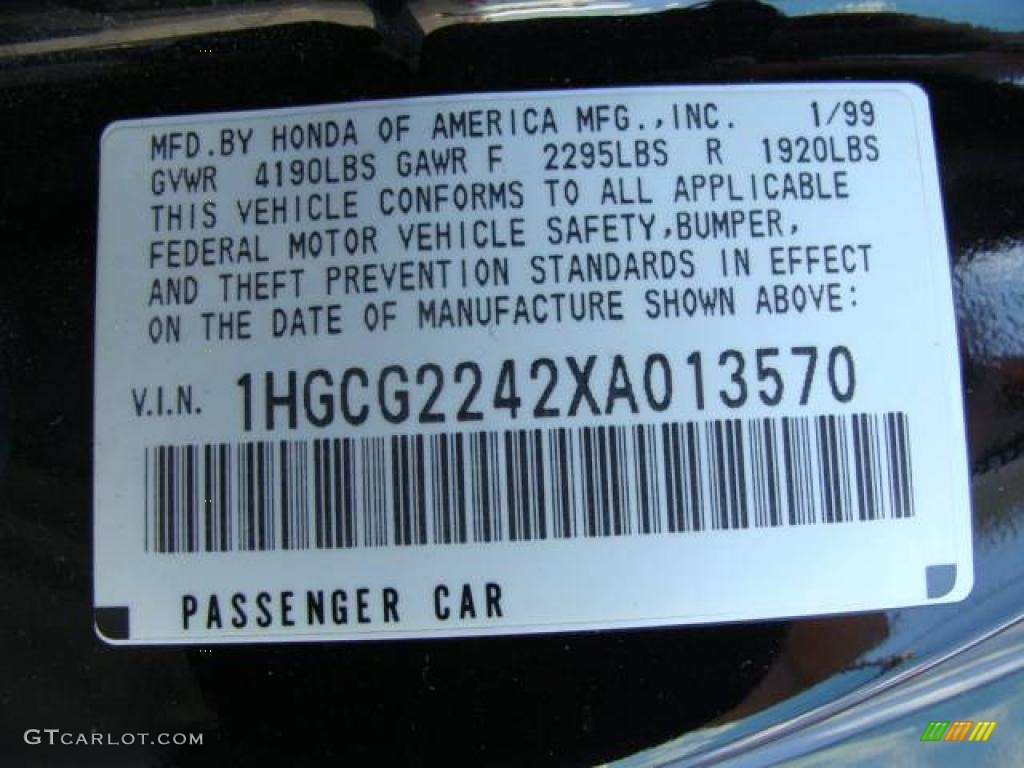 MFD.BY HONDA OF AMERICA MFG.,INC. 1/99
GVWR 4190LBS GAWR F 2295LBS R 1920LBS
THIS VEHICLE CONFORMS TO ALL APPLICABLE
FEDERAL MOTOR VEHICLE SAFETY,BUMPER,
AND THEFT PREVENTION STANDARDS IN EFFECT
ON THE DATE OF MANUFACTURE SHOWN ABOVE:
V.I.N. 1HGCG2242XA013570
PASSENGER CAR
GTCARLOT.COM